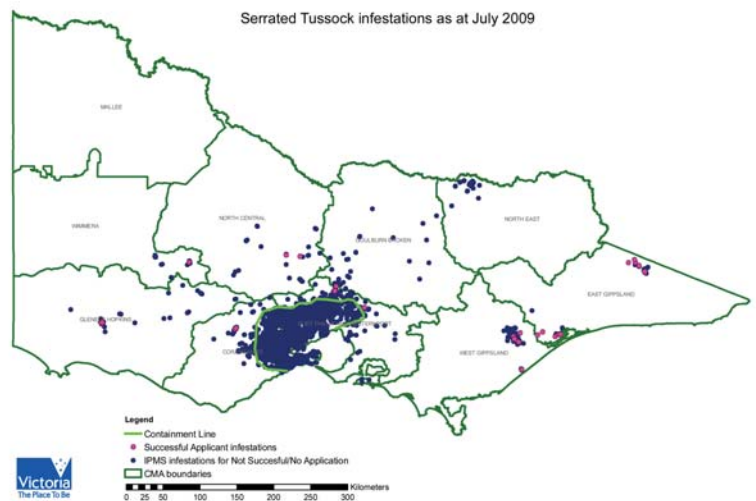 Serrated Tussock infestations as at July 2009
MALLEE
WIMMERA
NORTH CENTRAL
GOULBURN BROKEN
NORTH EAST
EAST GIPPSLAND
GLENELG HOPKINS
WEST GIPPSLAND
Legend
Containment Line
Successful Applicant infestations
IPMS infestations for Not Succesful/No Application
CMA boundaries
Kilometers
0 25 50 100 150 200 250 300
Victoria
The Place To Be